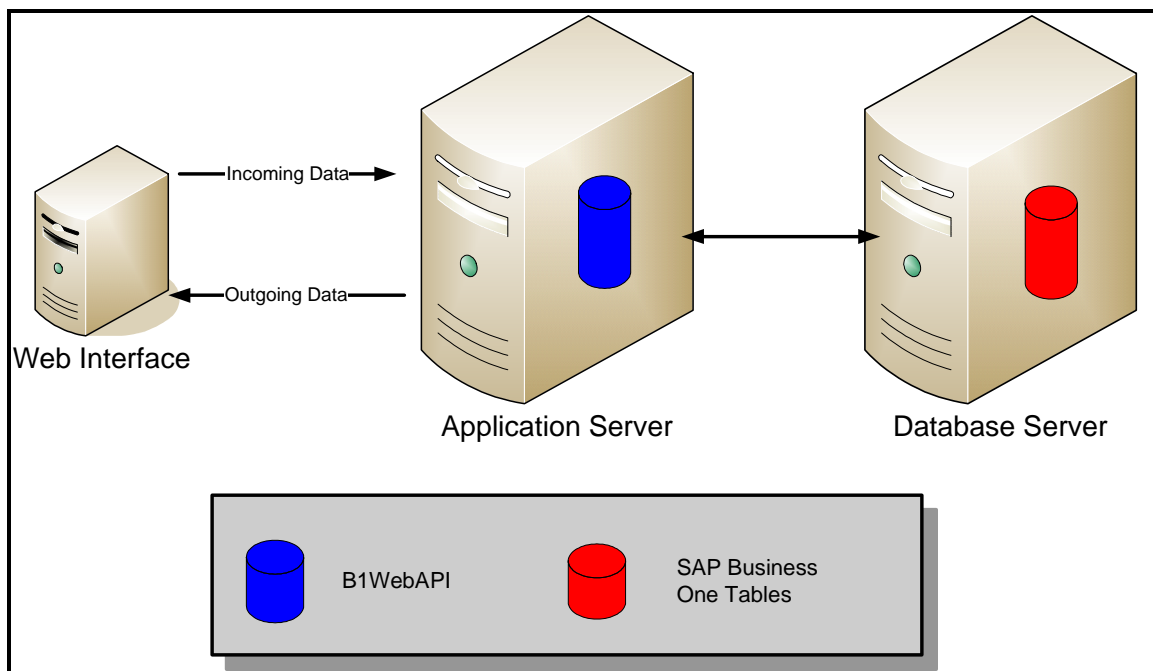 Incoming Data
Outgoing Data
Web Interface
Application Server
Database Server
B1WebAPI
SAP Business
One Tables